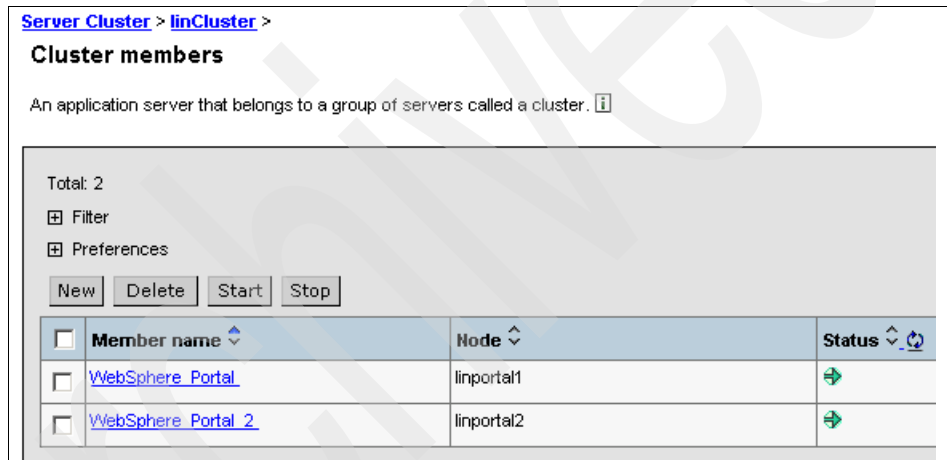 Server Cluster > linCluster >
Cluster members
An application server that belongs to a group of servers called a cluster. i
Total: 2
Filter
Preferences
New Delete Start Stop
Member name Node Status
WebSphere_Portal linportal1
WebSphere_Portal_2 linportal2